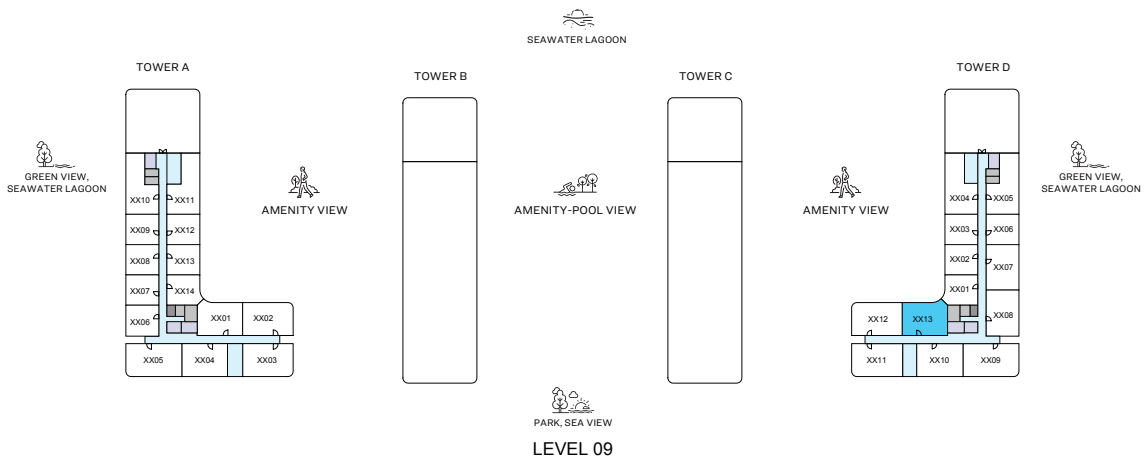 SEAWATER LAGOON
TOWER A
TOWER B
TOWER C
TOWER D
GREEN VIEW,
SEAWATER LAGOON
AMENITY VIEW
AMENITY-POOL VIEW
AMENITY VIEW
GREEN VIEW,
SEAWATER LAGOON
XX10 XX11
XX09 XX12
XX08 XX13
XX07 XX14
XX06 XX01 XX02
XX05 XX04 XX03
XX04 XX05
XX03 XX06
XX02 XX07
XX01
XX12 XX13 XX08
XX11 XX10 XX09
PARK, SEA VIEW
LEVEL 09